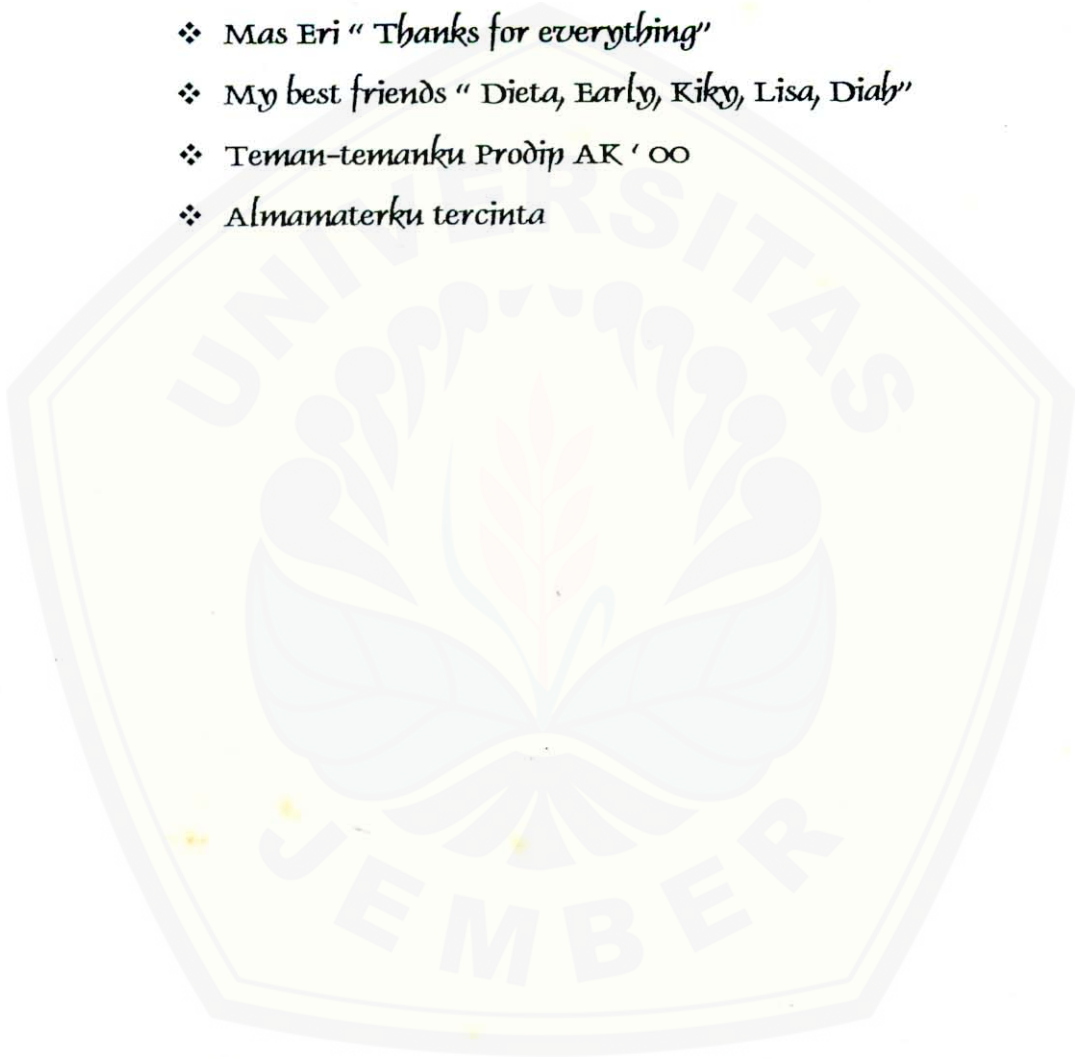 ❖ Mas Eri “ Thanks for everything”
❖ My best friends “ Dieta, Early, Kiky, Lisa, Diah”
❖ Teman-temanku Prodip AK ‘ 00
❖ Almamaterku tercinta
UNIVERSITAS
JEMBER